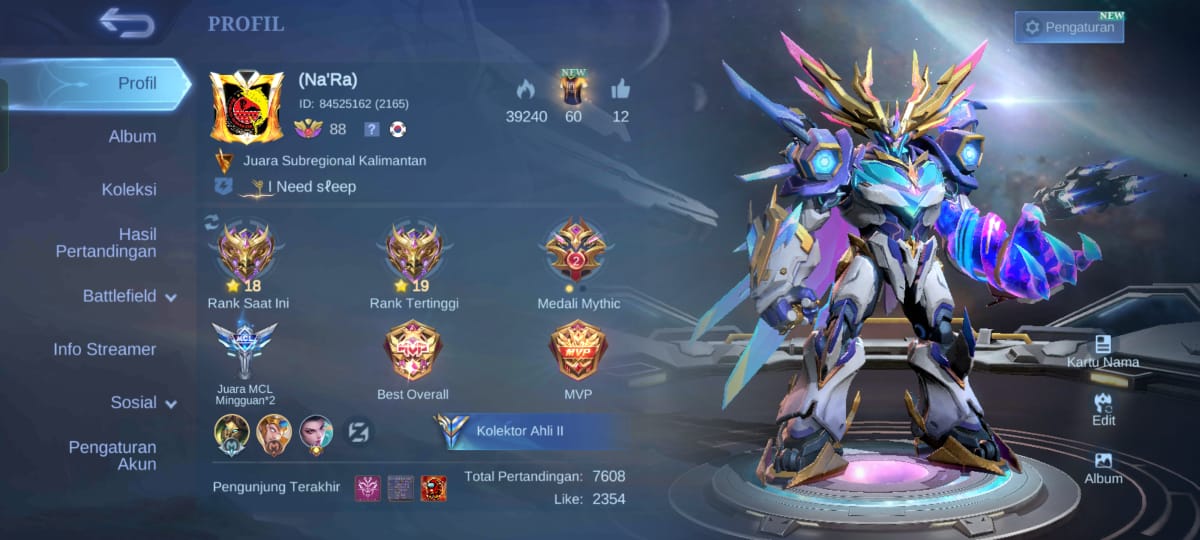 PROFIL
NEW
Pengaturan
Profil
Album
Koleksi
Hasil
Pertandingan
Battlefield
Info Streamer
Sosial
Pengaturan
Akun
(Na'Ra)
ID: 84525162 (2165)
88
?
39240
NEW
60
12
Juara Subregional Kalimantan
I Need sℓeep
18
Rank Saat Ini
19
Rank Tertinggi
2
Medali Mythic
MCL
Juara MCL
Mingguan*2
Best Overall
MVP
MVP
Kolektor Ahli II
Pengunjung Terakhir
Total Pertandingan: 7608
Like: 2354
Kartu Nama
Edit
Album